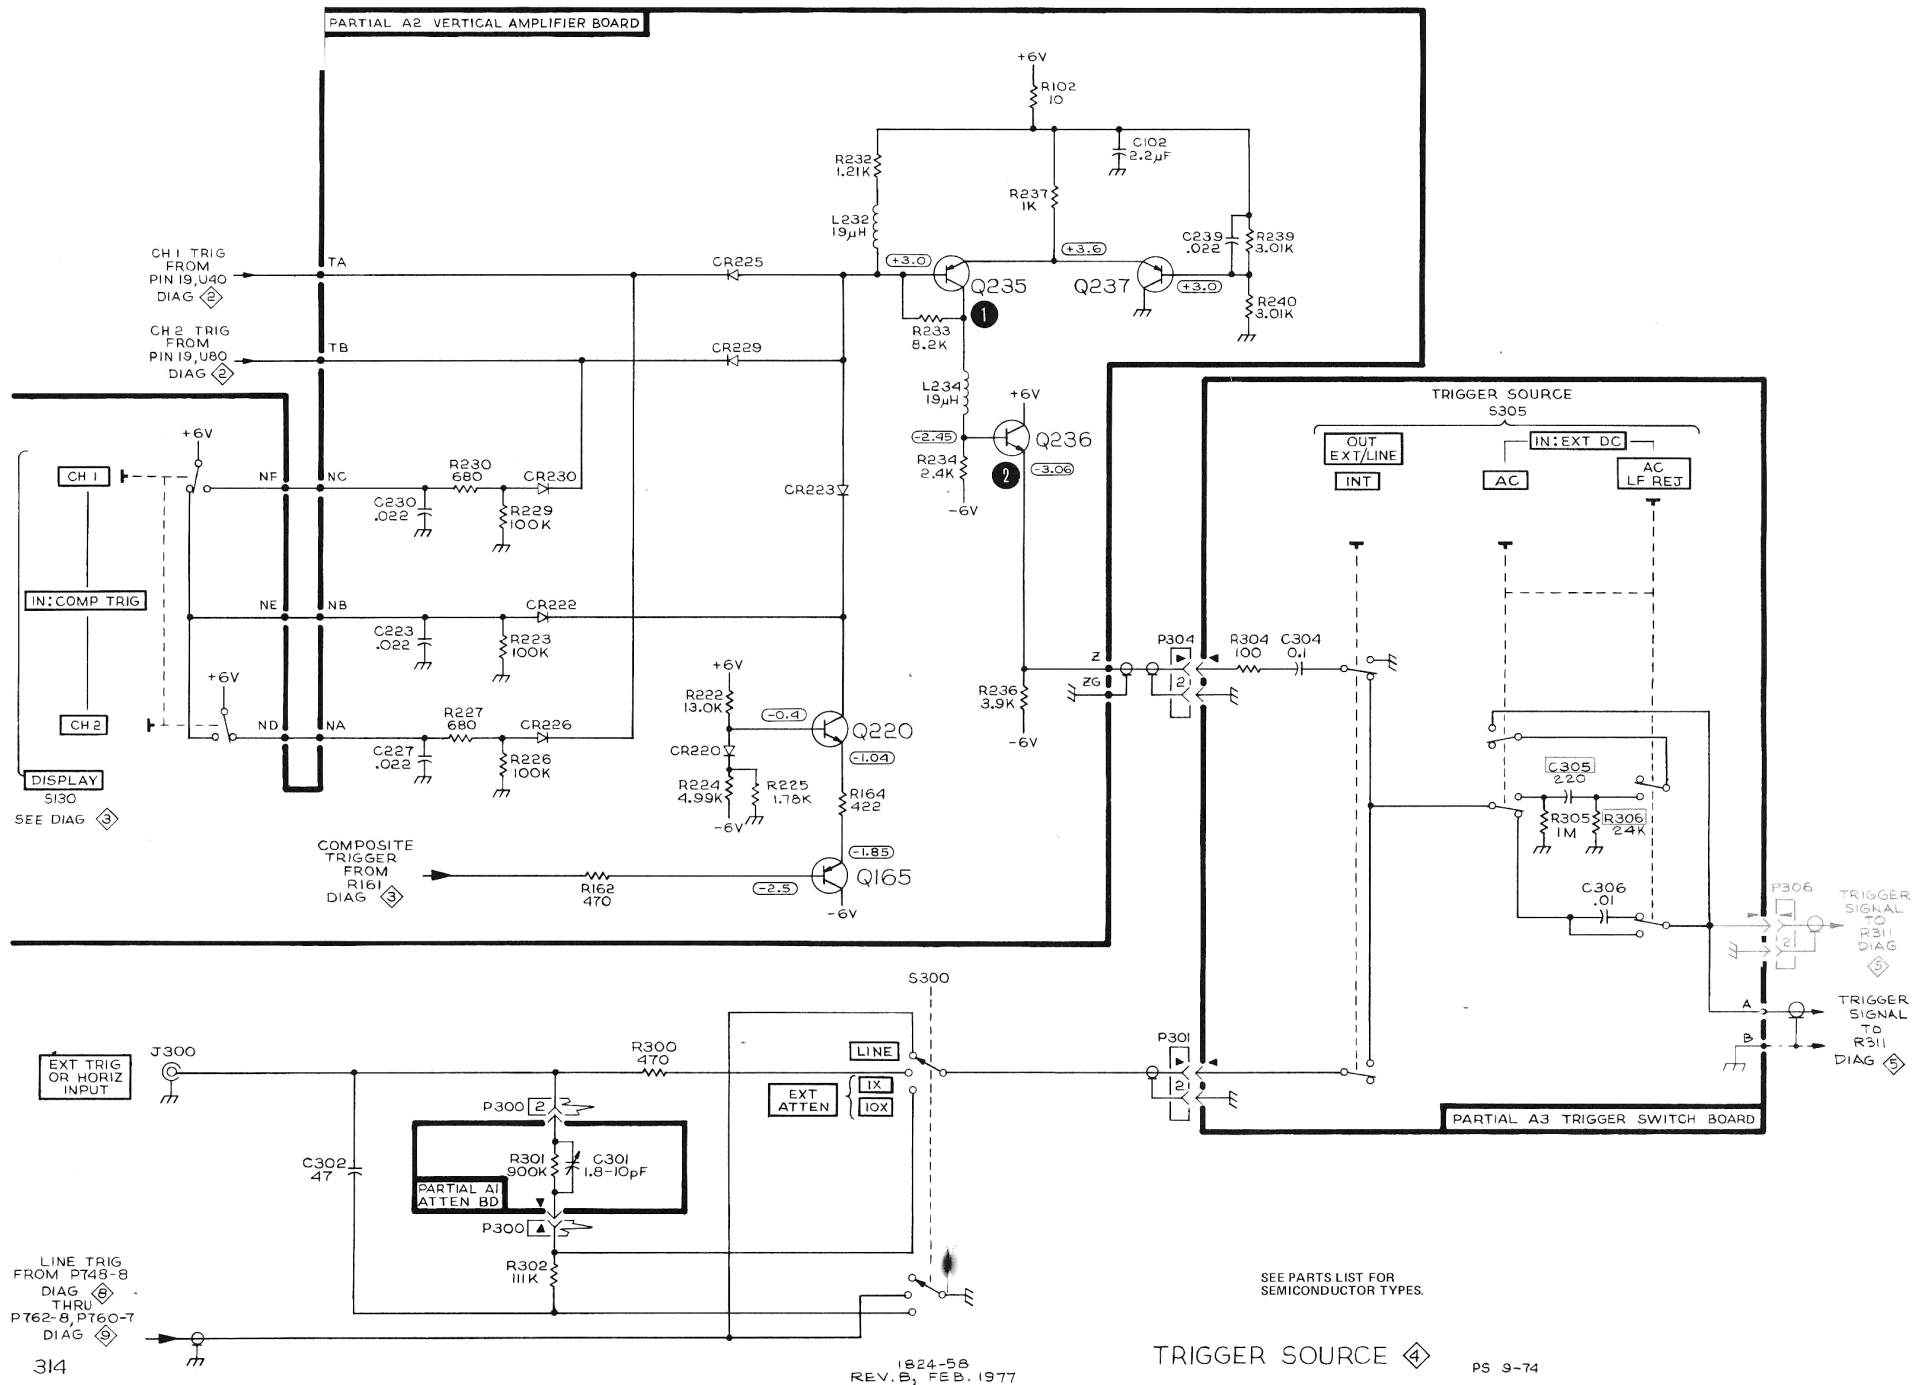 PARTIAL A2 VERTICAL AMPLIFIER BOARD
+6V
R102
10
C102
2.2µF
R232
1.21K
R237
1K
L232
19µH
C239
.022
R239
3.01K
CH 1 TRIG
FROM
PIN 19, U40
DIAG 2
TA
CR225
+3.0
+3.6
Q235
Q237
+3.0
R240
3.01K
1
R233
8.2K
CH 2 TRIG
FROM
PIN 19, U80
DIAG 2
TB
CR229
L234
19µH
+6V
-2.45
Q236
R234
2.4K
2
-3.06
-6V
TRIGGER SOURCE
S305
OUT
EXT/LINE
INT
IN: EXT DC
AC
AC
LF REJ
+6V
CH 1
NF
NC
R230
680
CR230
C230
.022
R229
100K
CR223
IN: COMP TRIG
NE
NB
CR222
C223
.022
R223
100K
+6V
CH 2
ND
NA
R227
680
CR226
C227
.022
R226
100K
DISPLAY
S130
SEE DIAG 3
+6V
R222
13.0K
-0.4
Q220
CR220
-1.04
R224
4.99K
R225
1.78K
R164
422
-6V
COMPOSITE
TRIGGER
FROM
R161
DIAG 3
R162
470
-1.85
-2.5
Q165
-6V
R236
3.9K
-6V
Z
ZG
P304
2
R304
100
C304
0.1
C305
220
R305
1M
R306
24K
C306
.01
P306
2
TRIGGER
SIGNAL
TO
R311
DIAG
5
A
B
TRIGGER
SIGNAL
TO
R311
DIAG 5
S300
EXT TRIG
OR HORIZ
INPUT
J300
R300
470
LINE
EXT
ATTEN
1X
10X
P301
2
PARTIAL A3 TRIGGER SWITCH BOARD
P300 2
C302
47
R301
900K
C301
1.8-10pF
PARTIAL A1
ATTEN BD
P300
R302
111K
LINE TRIG
FROM P748-8
DIAG 8
THRU
P762-8, P760-7
DIAG 9
SEE PARTS LIST FOR
SEMICONDUCTOR TYPES.
314
1824-58
REV. B, FEB. 1977
TRIGGER SOURCE 4
PS 9-74